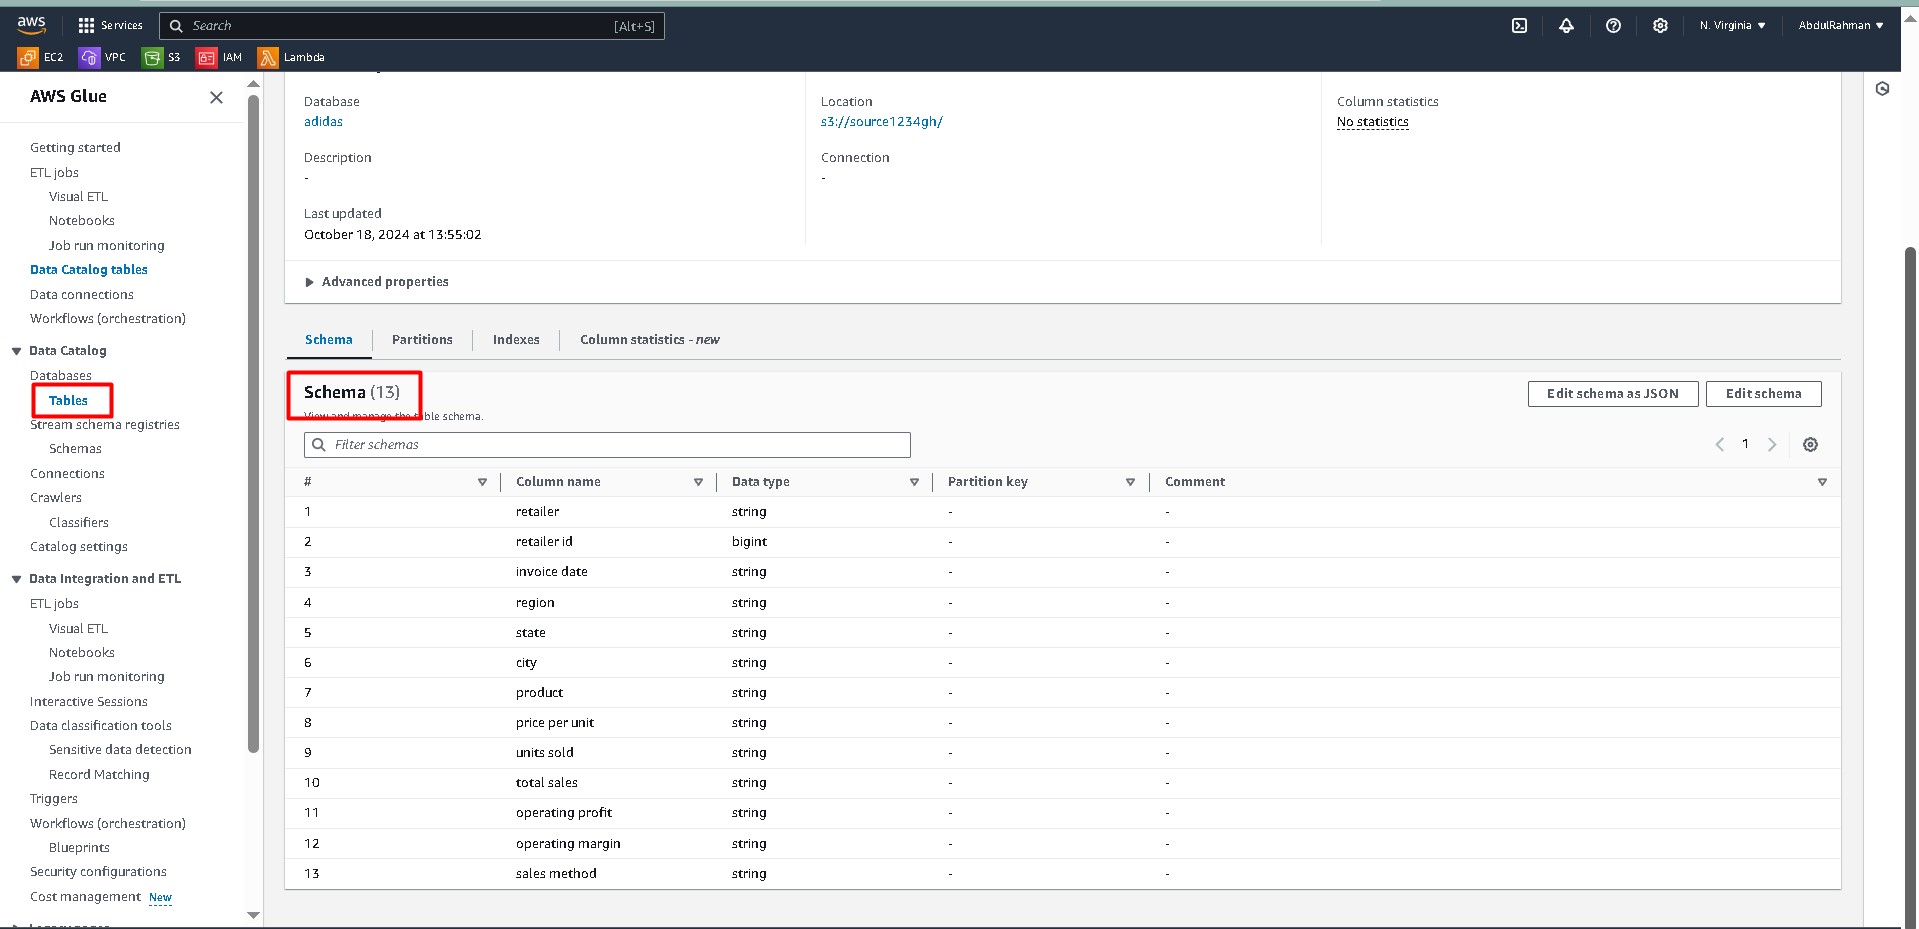 aws Services Search [Alt+S] N. Virginia AbdulRahman
EC2 VPC S3 IAM Lambda
AWS Glue
Getting started
ETL jobs
Visual ETL
Notebooks
Job run monitoring
Data Catalog tables
Data connections
Workflows (orchestration)
Data Catalog
Databases
Tables
Stream schema registries
Schemas
Connections
Crawlers
Classifiers
Catalog settings
Data Integration and ETL
ETL jobs
Visual ETL
Notebooks
Job run monitoring
Interactive Sessions
Data classification tools
Sensitive data detection
Record Matching
Triggers
Workflows (orchestration)
Blueprints
Security configurations
Cost management New
Database
adidas
Description
-
Last updated
October 18, 2024 at 13:55:02
Location
s3://source1234gh/
Connection
-
Column statistics
No statistics
Advanced properties
Schema Partitions Indexes Column statistics - new
Schema (13)
View and manage the table schema.
Edit schema as JSON Edit schema
Filter schemas
1
# Column name Data type Partition key Comment
1 retailer string - -
2 retailer id bigint - -
3 invoice date string - -
4 region string - -
5 state string - -
6 city string - -
7 product string - -
8 price per unit string - -
9 units sold string - -
10 total sales string - -
11 operating profit string - -
12 operating margin string - -
13 sales method string - -